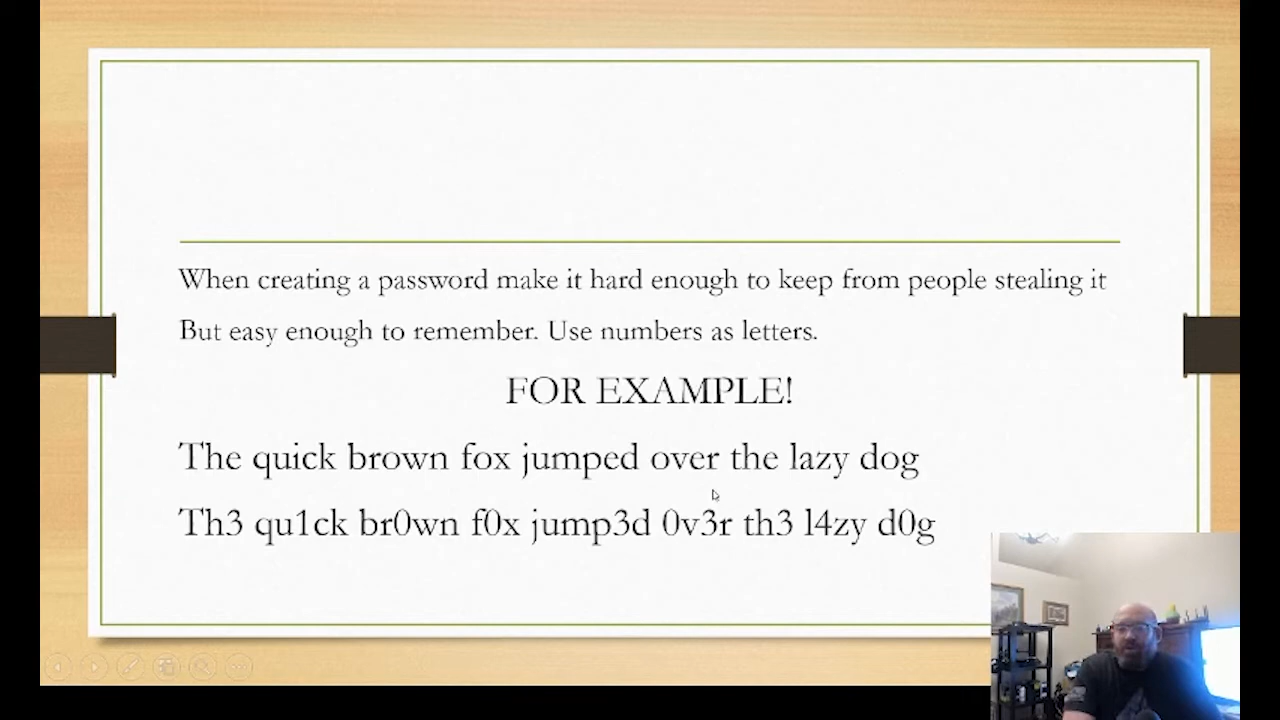 When creating a password make it hard enough to keep from people stealing it
But easy enough to remember. Use numbers as letters.
FOR EXAMPLE!
The quick brown fox jumped over the lazy dog
Th3 qu1ck br0wn f0x jump3d 0v3r th3 l4zy d0g